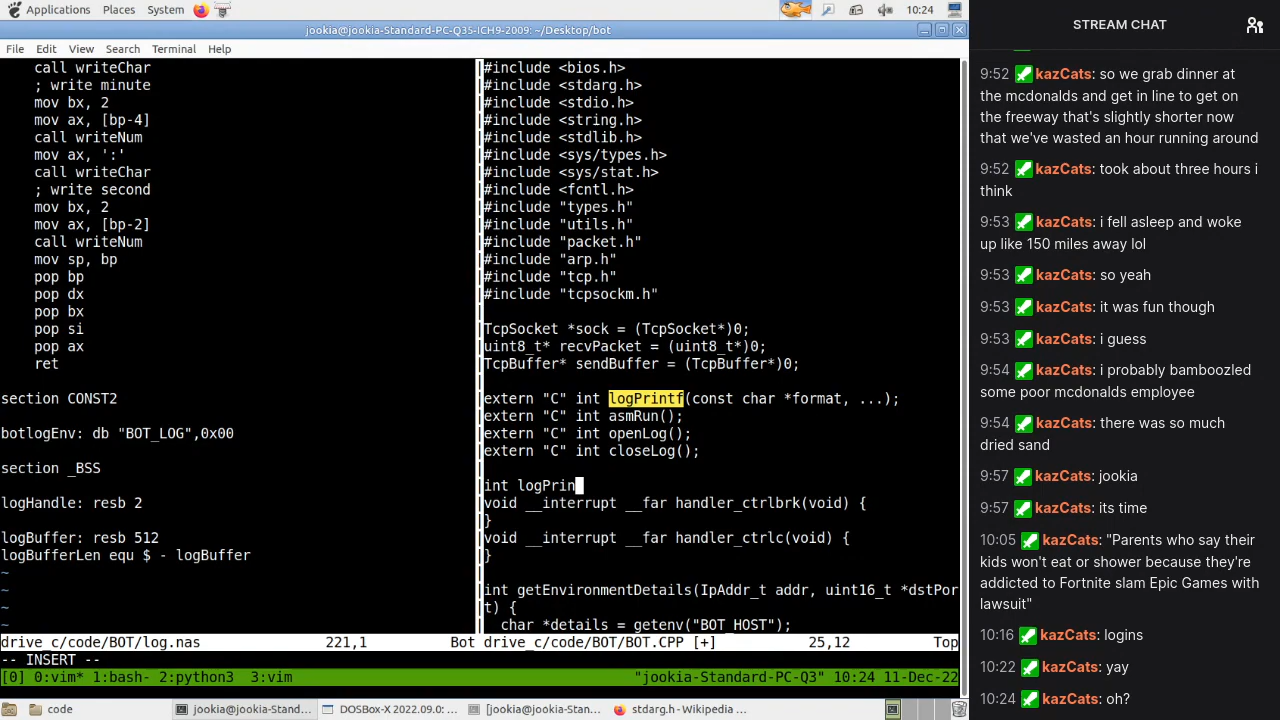 Applications Places System 10:24
jookia@jookia-Standard-PC-Q35-ICH9-2009: ~/Desktop/bot
File Edit View Search Terminal Help
call writeChar
; write minute
mov bx, 2
mov ax, [bp-4]
call writeNum
mov ax, ':'
call writeChar
; write second
mov bx, 2
mov ax, [bp-2]
call writeNum
mov sp, bp
pop bp
pop dx
pop bx
pop si
pop ax
ret
section CONST2
botlogEnv: db "BOT_LOG",0x00
section _BSS
logHandle: resb 2
logBuffer: resb 512
logBufferLen equ $ - logBuffer
~
~
~
~
drive_c/code/BOT/log.nas 221,1 Bot
#include <bios.h>
#include <stdarg.h>
#include <stdio.h>
#include <string.h>
#include <stdlib.h>
#include <sys/types.h>
#include <sys/stat.h>
#include <fcntl.h>
#include "types.h"
#include "utils.h"
#include "packet.h"
#include "arp.h"
#include "tcp.h"
#include "tcpsockm.h"
TcpSocket *sock = (TcpSocket*)0;
uint8_t* recvPacket = (uint8_t*)0;
TcpBuffer* sendBuffer = (TcpBuffer*)0;
extern "C" int logPrintf(const char *format, ...);
extern "C" int asmRun();
extern "C" int openLog();
extern "C" int closeLog();
int logPrin
void __interrupt __far handler_ctrlbrk(void) {
}
void __interrupt __far handler_ctrlc(void) {
}
int getEnvironmentDetails(IpAddr_t addr, uint16_t *dstPor
t) {
char *details = getenv("BOT_HOST");
drive_c/code/BOT/BOT.CPP [+] 25,12 Top
-- INSERT --
[0] 0:vim* 1:bash- 2:python3 3:vim "jookia-Standard-PC-Q3" 10:24 11-Dec-22
code jookia@jookia-Stand... DOSBox-X 2022.09.0: ... [jookia@jookia-Stan... stdarg.h - Wikipedia ...
STREAM CHAT
9:52 kazCats: so we grab dinner at
the mcdonalds and get in line to get on
the freeway that's slightly shorter now
that we've wasted an hour running around
9:52 kazCats: took about three hours i
think
9:53 kazCats: i fell asleep and woke
up like 150 miles away lol
9:53 kazCats: so yeah
9:53 kazCats: it was fun though
9:53 kazCats: i guess
9:54 kazCats: i probably bamboozled
some poor mcdonalds employee
9:54 kazCats: there was so much
dried sand
9:57 kazCats: jookia
9:57 kazCats: its time
10:05 kazCats: "Parents who say their
kids won't eat or shower because they're
addicted to Fortnite slam Epic Games with
lawsuit"
10:16 kazCats: logins
10:22 kazCats: yay
10:24 kazCats: oh?